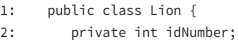 1:    public class Lion {
2:       private int idNumber;